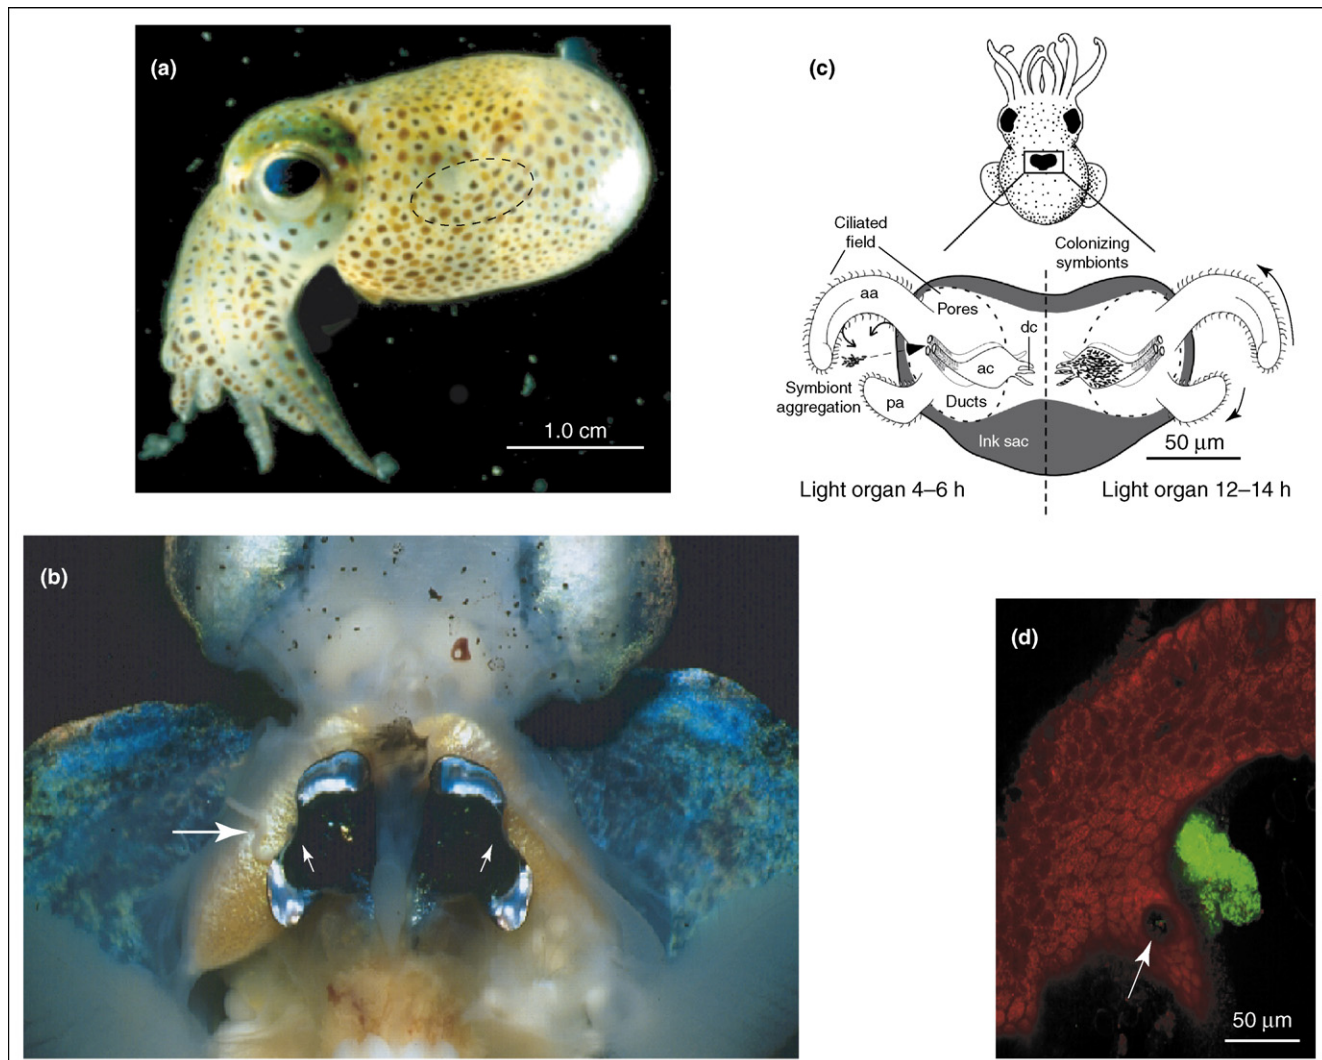 (a)
1.0 cm
(c)
Ciliated
field
Colonizing
symbionts
aa
Pores
dc
ac
Symbiont
aggregation
pa
Ducts
Ink sac
50 μm
Light organ 4–6 h
Light organ 12–14 h
(b)
(d)
50 μm